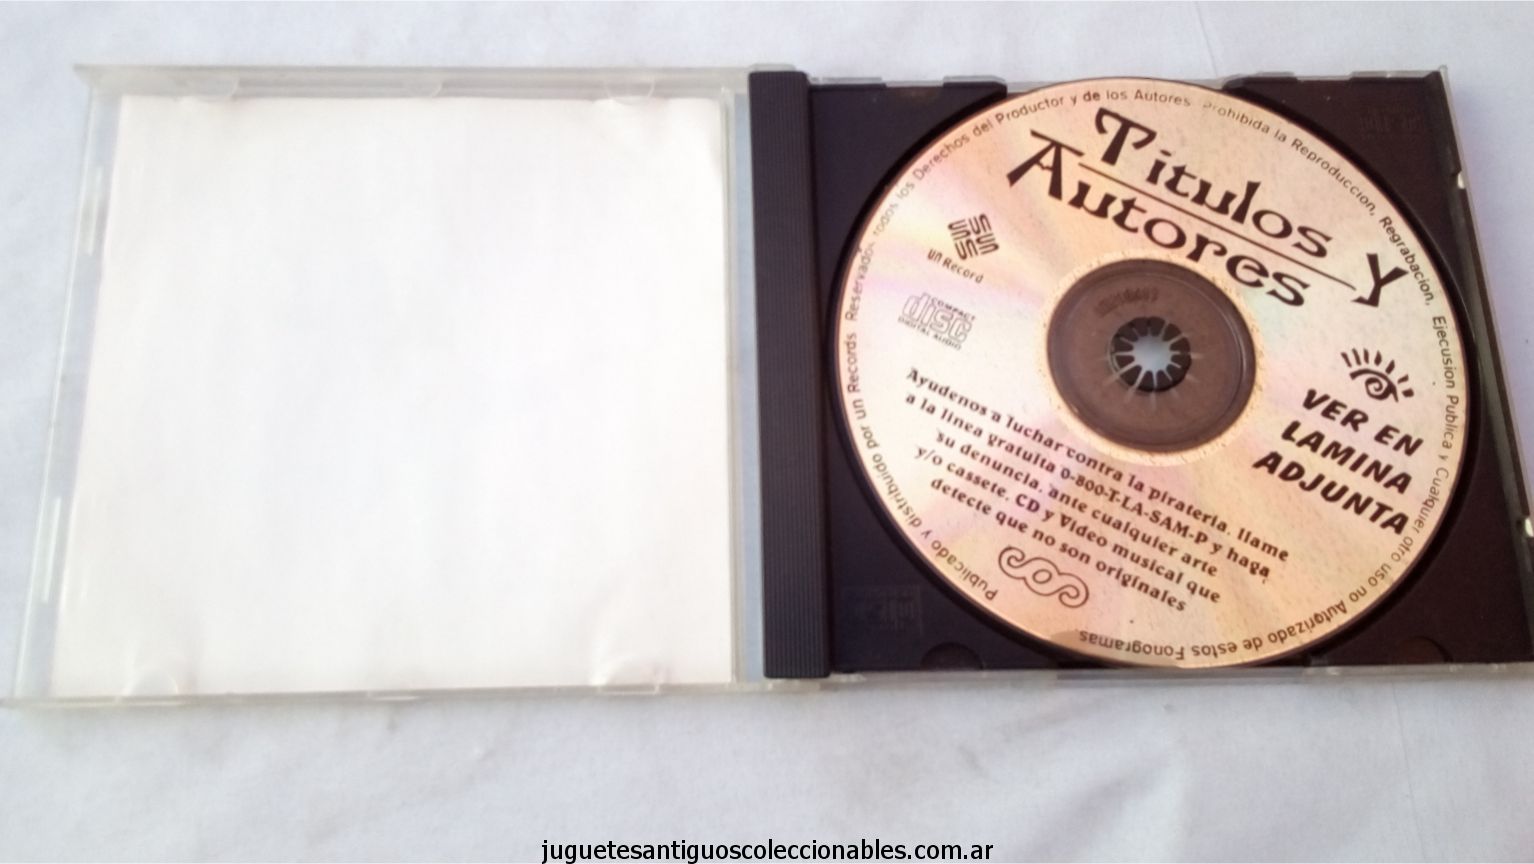 Titulos Y
Autores
UN
un Record
COMPACT
disc
DIGITAL AUDIO
VER EN
LAMINA
ADJUNTA
Ayudenos a luchar contra la piratería, llame
a la linea gratuita 0-800-T-LA-SAM-P y haga
su denuncia, ante cualquier arte
y/o cassete, CD y Video musical que
detecte que no son originales
Publicado y distribuido por un Records Reservados todos los Derechos del Productor y de los Autores Prohibida la Reproduccion, Regrabacion, Ejecusion Publica y Cualquier otro uso no Autorizado de estos Fonogramas.
juguetesantiguoscoleccionables.com.ar